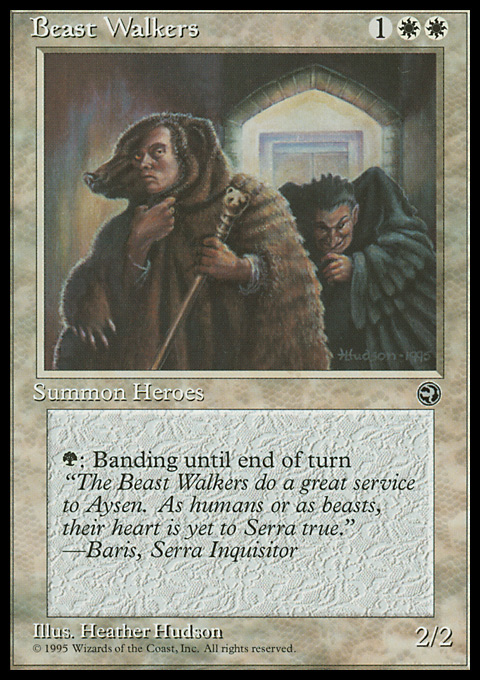 Beast Walkers 1
HHudson-1995
Summon Heroes
: Banding until end of turn
“The Beast Walkers do a great service
to Aysen. As humans or as beasts,
their heart is yet to Serra true.”
—Baris, Serra Inquisitor
Illus. Heather Hudson
2/2
© 1995 Wizards of the Coast, Inc. All rights reserved.